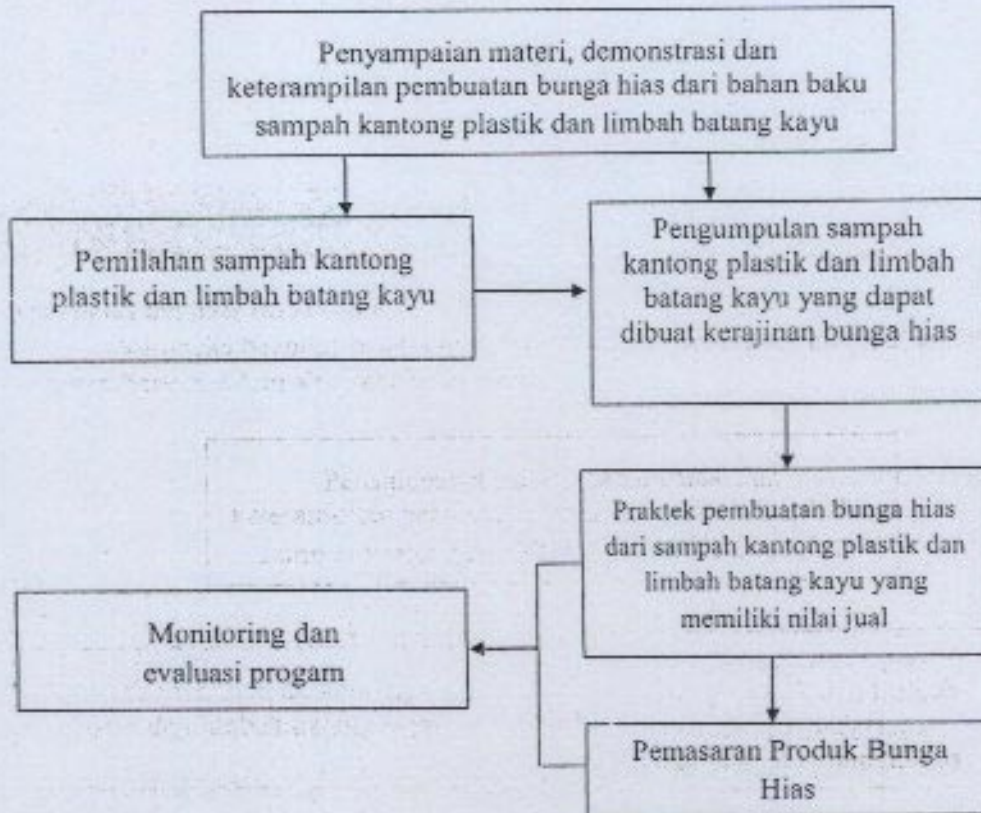 Penyampaian materi, demonstrasi dan
keterampilan pembuatan bunga hias dari bahan baku
sampah kantong plastik dan limbah batang kayu
Pemilahan sampah kantong
plastik dan limbah batang kayu
Pengumpulan sampah
kantong plastik dan limbah
batang kayu yang dapat
dibuat kerajinan bunga hias
Praktek pembuatan bunga hias
dari sampah kantong plastik dan
limbah batang kayu yang
memiliki nilai jual
Monitoring dan
evaluasi progam
Pemasaran Produk Bunga
Hias